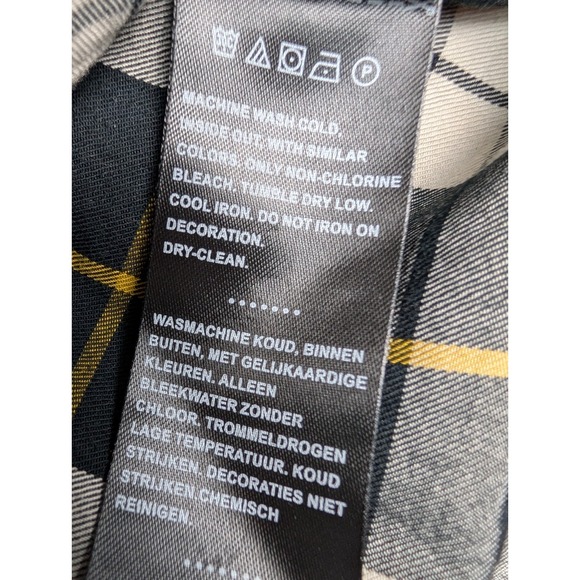 P
MACHINE WASH COLD,
INSIDE OUT, WITH SIMILAR
COLORS. ONLY NON-CHLORINE
BLEACH. TUMBLE DRY LOW.
COOL IRON. DO NOT IRON ON
DECORATION.
DRY-CLEAN.
WASMACHINE KOUD, BINNEN
BUITEN, MET GELIJKAARDIGE
KLEUREN. ALLEEN
BLEEKWATER ZONDER
CHLOOR. TROMMELDROGEN
LAGE TEMPERATUUR. KOUD
STRIJKEN. DECORATIES NIET
STRIJKEN.CHEMISCH
REINIGEN.